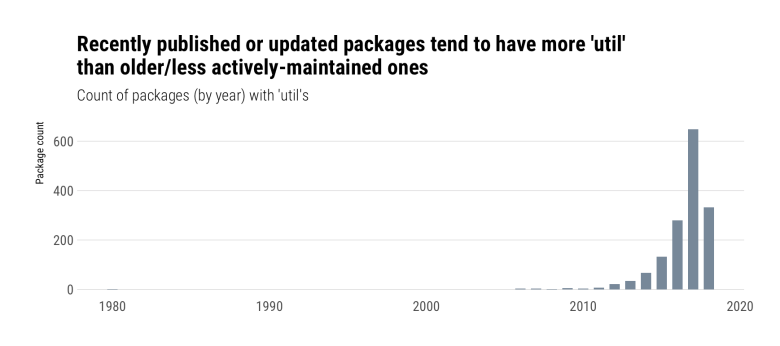 Recently published or updated packages tend to have more 'util'
than older/less actively-maintained ones
Count of packages (by year) with 'util's
Package count
600
400
200
0
1980
1990
2000
2010
2020